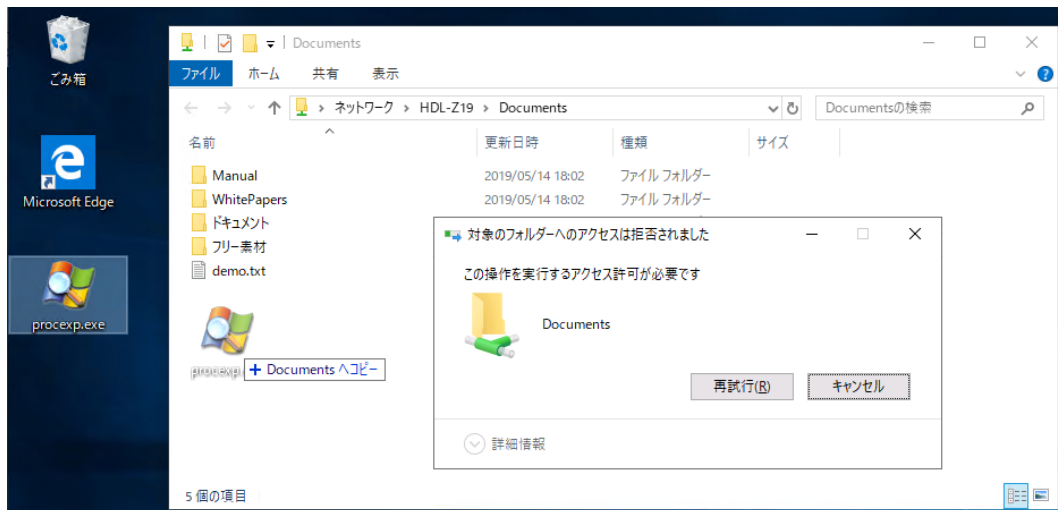 Documents
ごみ箱
ファイル ホーム 共有 表示
ネットワーク › HDL-Z19 › Documents
Documentsの検索
名前 更新日時 種類 サイズ
Manual 2019/05/14 18:02 ファイル フォルダー
WhitePapers 2019/05/14 18:02 ファイル フォルダー
ドキュメント
フリー素材
demo.txt
Microsoft Edge
procexp.exe
+ Documents へコピー
対象のフォルダーへのアクセスは拒否されました
この操作を実行するアクセス許可が必要です
Documents
再試行(R) キャンセル
詳細情報
5 個の項目